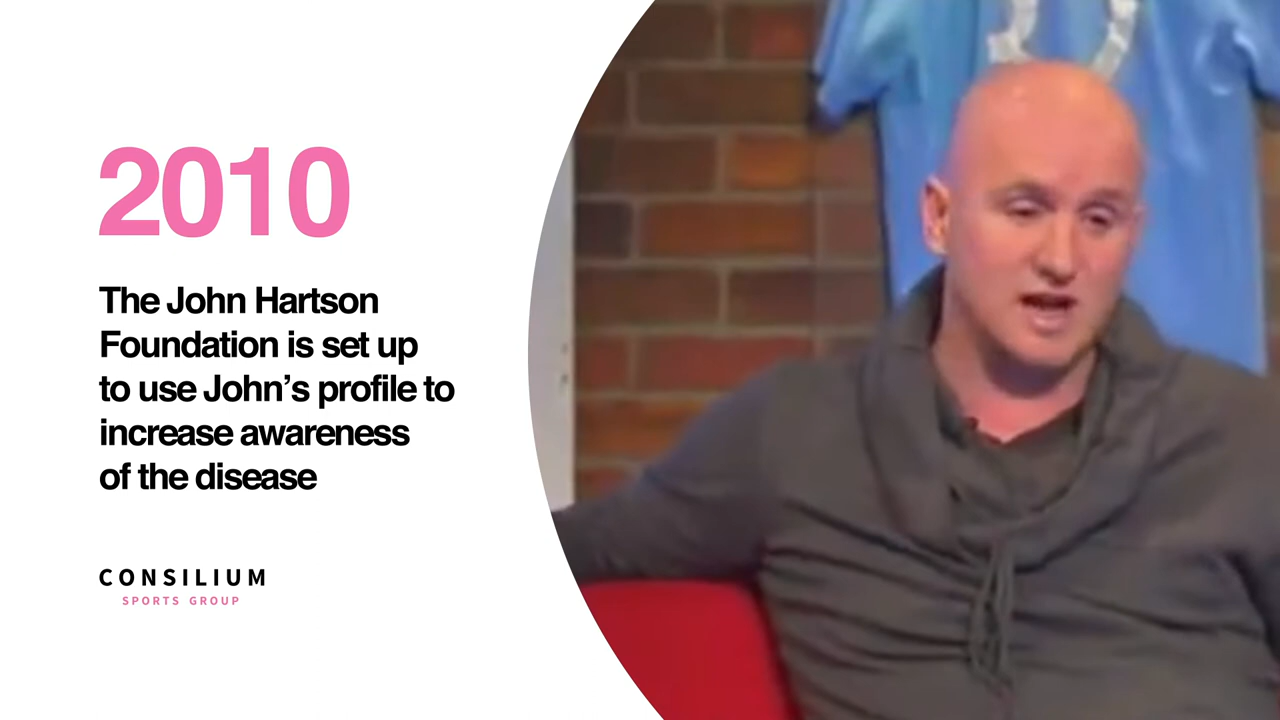 2010
The John Hartson
Foundation is set up
to use John’s profile to
increase awareness
of the disease
CONSILIUM
SPORTS GROUP